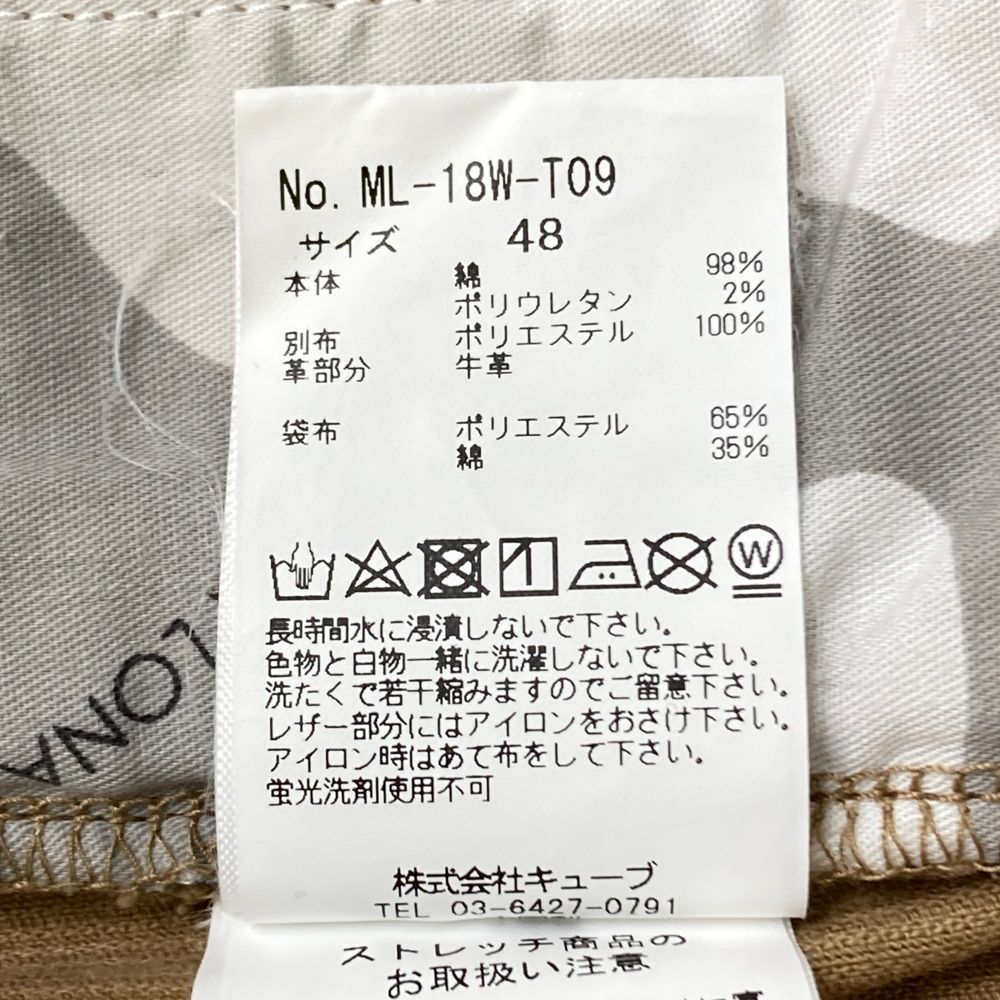 No. ML-18W-T09
サイズ 48
本体 綿 98%
ポリウレタン 2%
別布 ポリエステル 100%
革部分 牛革
袋布 ポリエステル 65%
綿 35%
W
長時間水に浸漬しないで下さい。
色物と白物一緒に洗濯しないで下さい。
洗たくで若干縮みますのでご留意下さい。
レザー部分にはアイロンをおさけ下さい。
アイロン時はあて布をして下さい。
蛍光洗剤使用不可
株式会社キューブ
TEL 03-6427-0791
ストレッチ商品の
お取扱い注意
LONA